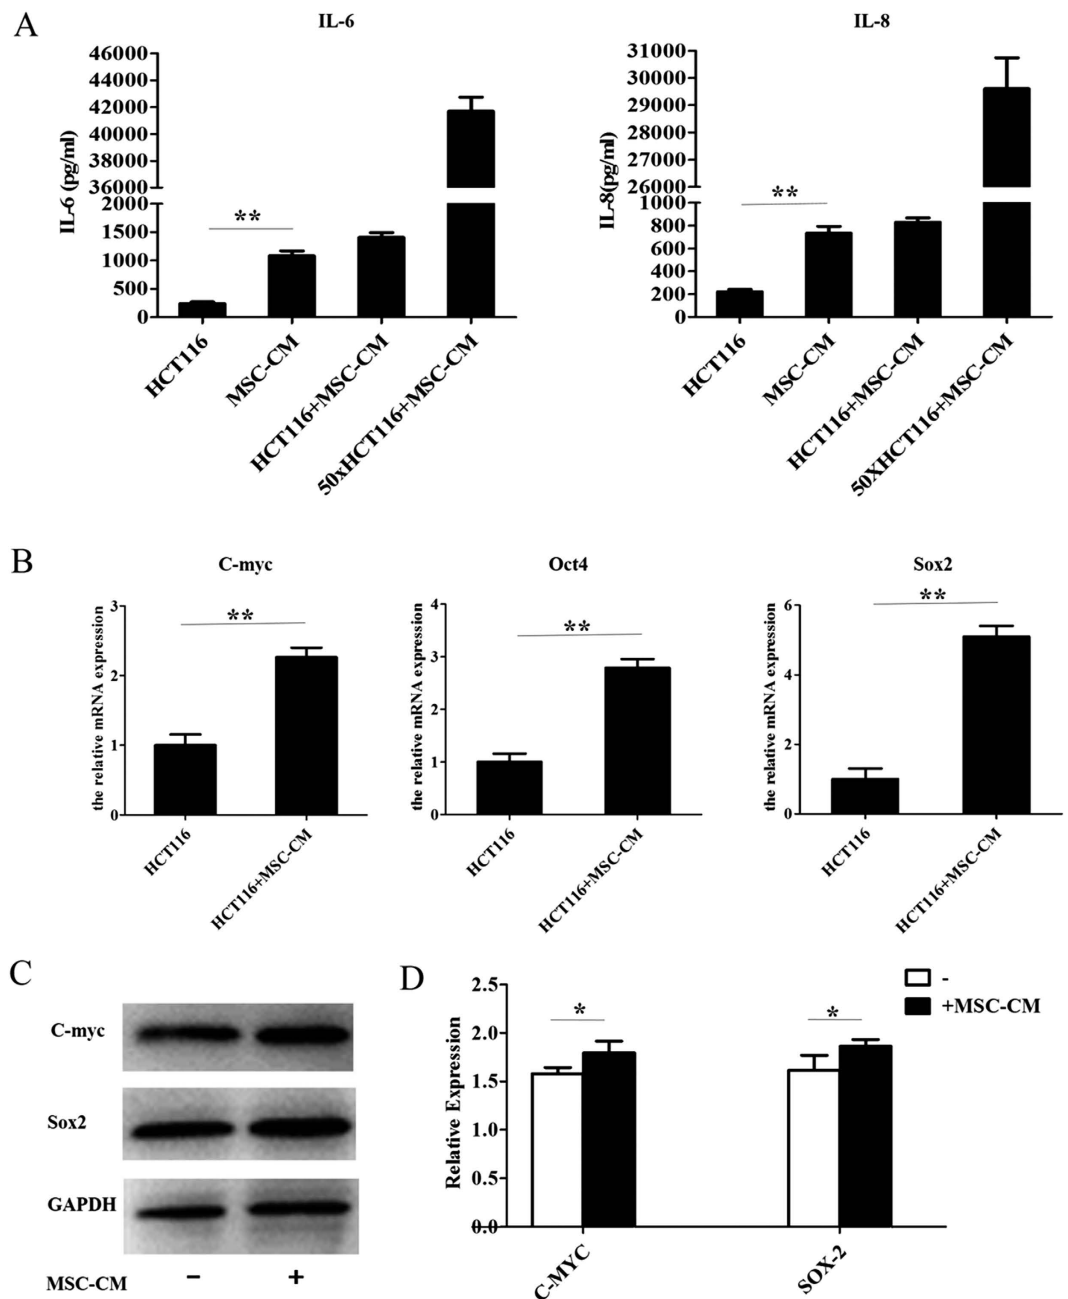 A
IL-6
IL-6 (pg/ml)
46000
44000
42000
40000
38000
36000
2000
1500
1000
500
0
**
HCT116
MSC-CM
HCT116+MSC-CM
50xHCT116+MSC-CM
IL-8
IL-8(pg/ml)
31000
30000
29000
28000
27000
26000
1000
800
600
400
200
0
**
HCT116
MSC-CM
HCT116+MSC-CM
50XHCT116+MSC-CM
B
C-myc
the relative mRNA expression
3
2
1
0
**
HCT116
HCT116+MSC-CM
Oct4
the relative mRNA expression
4
3
2
1
0
**
HCT116
HCT116+MSC-CM
Sox2
the relative mRNA expression
6
4
2
0
**
HCT116
HCT116+MSC-CM
C
C-myc
Sox2
GAPDH
MSC-CM − +
D
Relative Expression
2.5
2.0
1.5
1.0
0.5
0.0
*
*
C-MYC
SOX-2
-
+MSC-CM